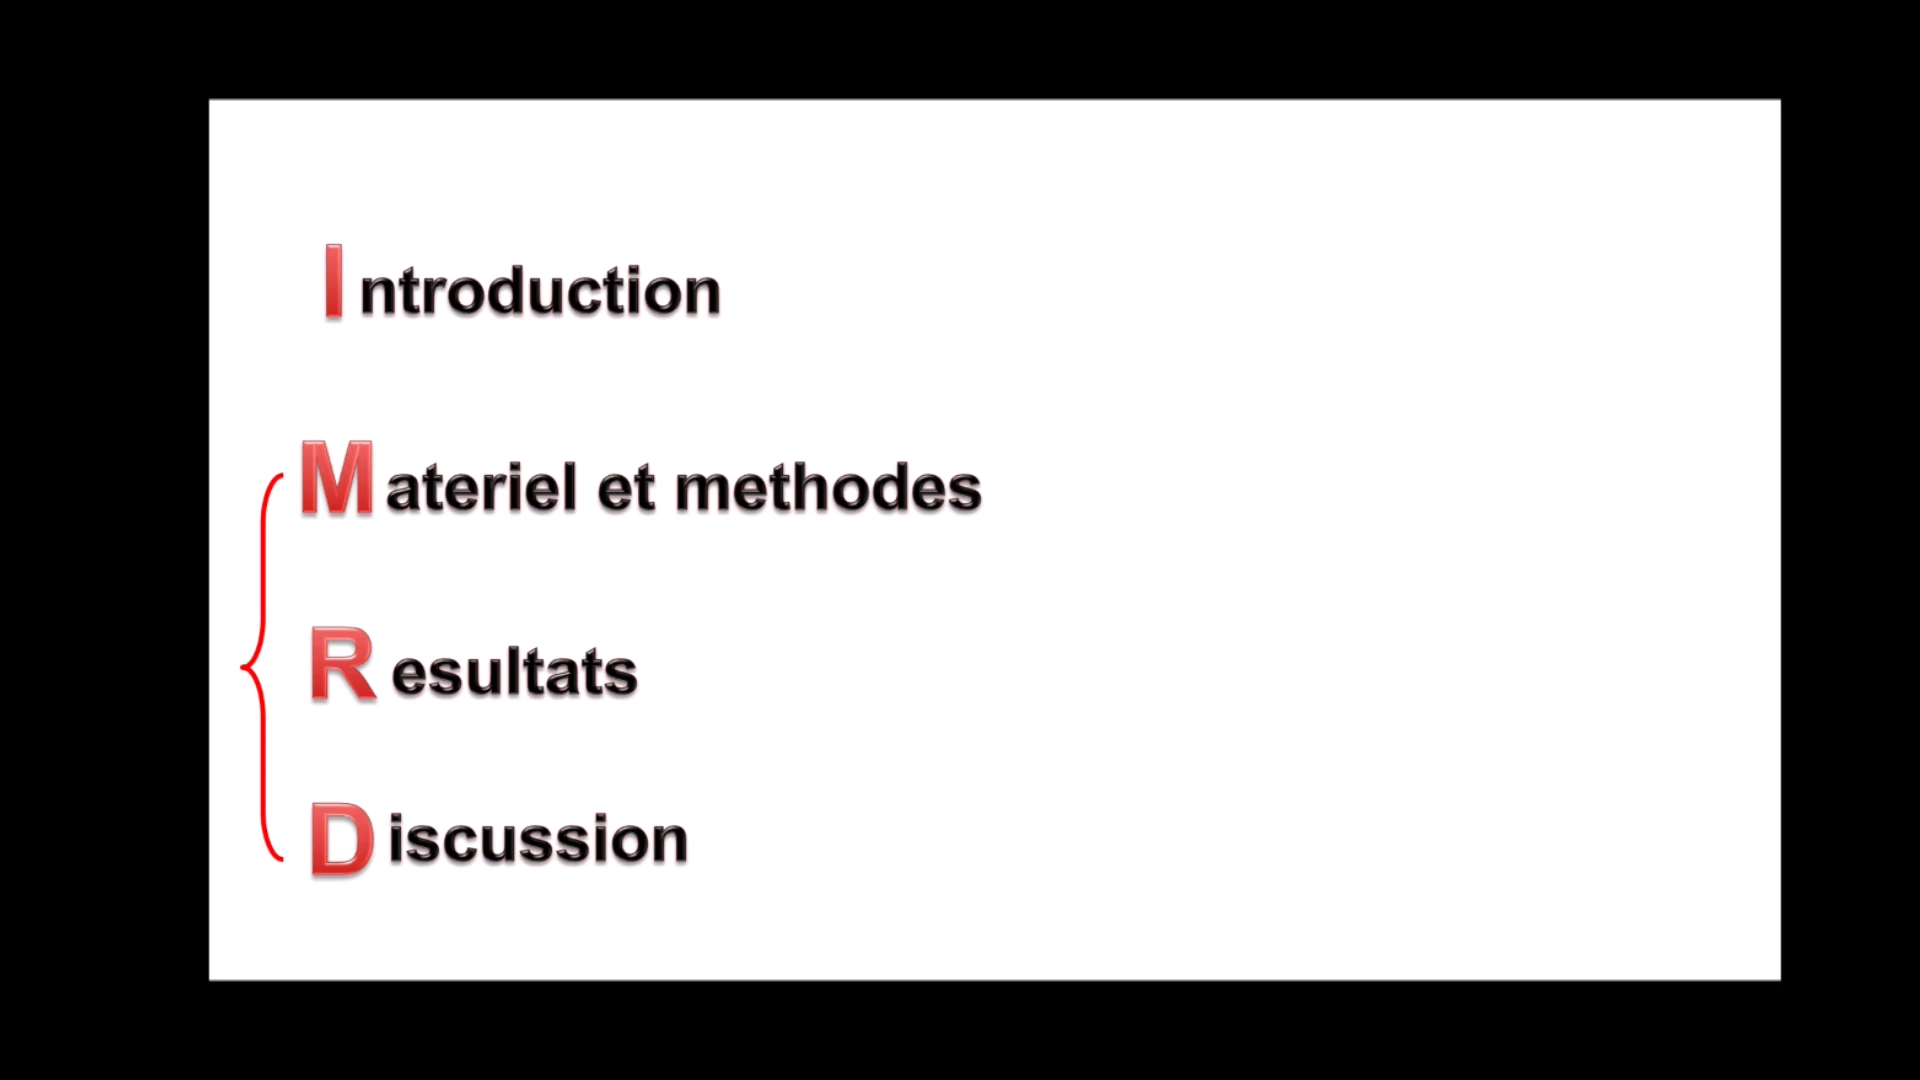 Introduction
Materiel et methodes
Resultats
Discussion